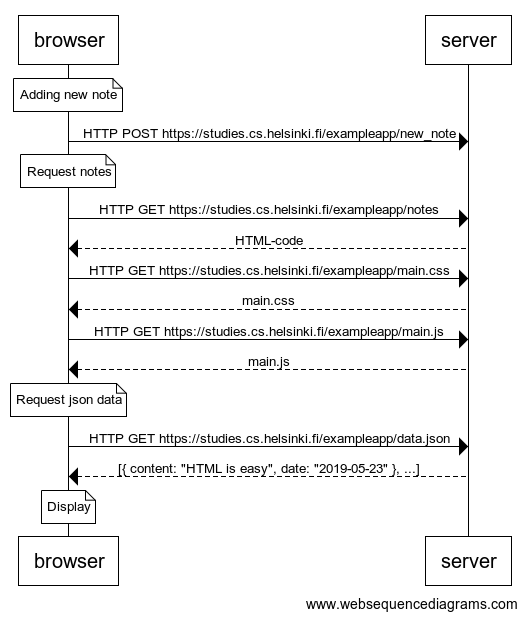 browser server
Adding new note
HTTP POST https://studies.cs.helsinki.fi/exampleapp/new_note
Request notes
HTTP GET https://studies.cs.helsinki.fi/exampleapp/notes
HTML-code
HTTP GET https://studies.cs.helsinki.fi/exampleapp/main.css
main.css
HTTP GET https://studies.cs.helsinki.fi/exampleapp/main.js
main.js
Request json data
HTTP GET https://studies.cs.helsinki.fi/exampleapp/data.json
[{ content: "HTML is easy", date: "2019-05-23" }, ...]
Display
browser server
www.websequencediagrams.com